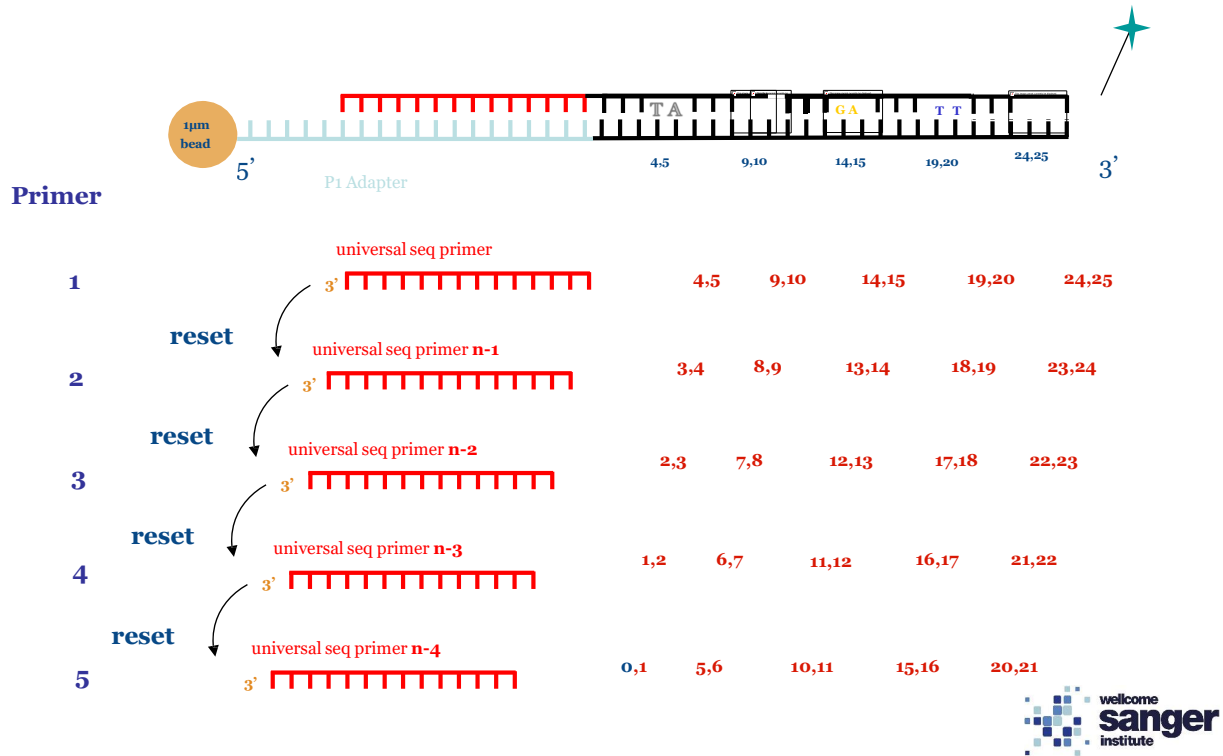 T A
G A
T T
1µm
bead
4,5 9,10 14,15 19,20 24,25
5’ 3’
P1 Adapter
Primer
universal seq primer
1 3’ 4,5 9,10 14,15 19,20 24,25
reset
universal seq primer n-1
2 3’ 3,4 8,9 13,14 18,19 23,24
reset
universal seq primer n-2
3 3’ 2,3 7,8 12,13 17,18 22,23
reset
universal seq primer n-3
4 3’ 1,2 6,7 11,12 16,17 21,22
reset
universal seq primer n-4
5 3’ 0,1 5,6 10,11 15,16 20,21
wellcome
sanger
institute